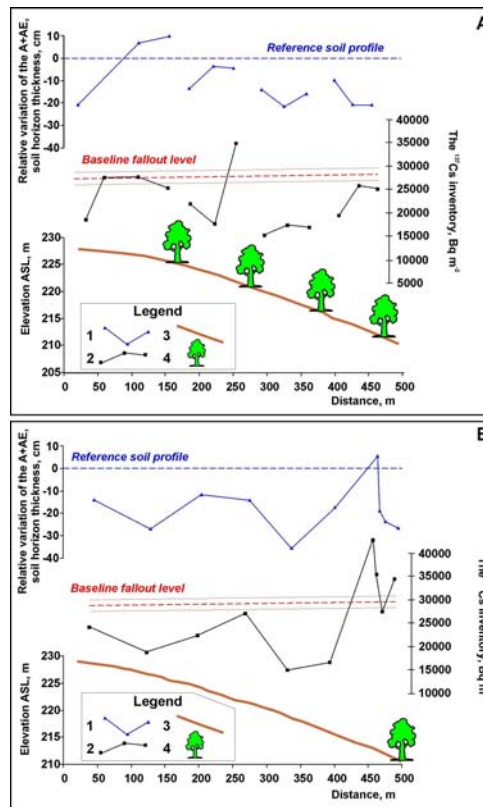 A
Relative variation of the A+AE,
soil horizon thickness, cm
10
0
-10
-20
-30
-40
Reference soil profile
Baseline fallout level
40000
35000
30000
25000
20000
15000
10000
5000
The ¹³⁷Cs inventory, Bq m⁻²
Elevation ASL, m
230
225
220
215
210
205
Legend
1 3
2 4
0 50 100 150 200 250 300 350 400 450 500
Distance, m
Relative variation of the A+AE,
soil horizon thickness, cm
10
0
-10
-20
-30
-40
Reference soil profile
Baseline fallout level
40000
35000
30000
25000
20000
15000
10000
The Cs inventory, Bq m
Elevation ASL, m
230
225
220
215
210
Legend
1 3
2 4
0 50 100 150 200 250 300 350 400 450 500
Distance, m